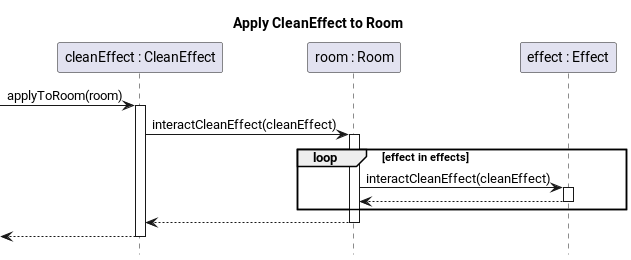 Apply CleanEffect to Room
cleanEffect : CleanEffect
room : Room
effect : Effect
applyToRoom(room)
interactCleanEffect(cleanEffect)
loop
[effect in effects]
interactCleanEffect(cleanEffect)